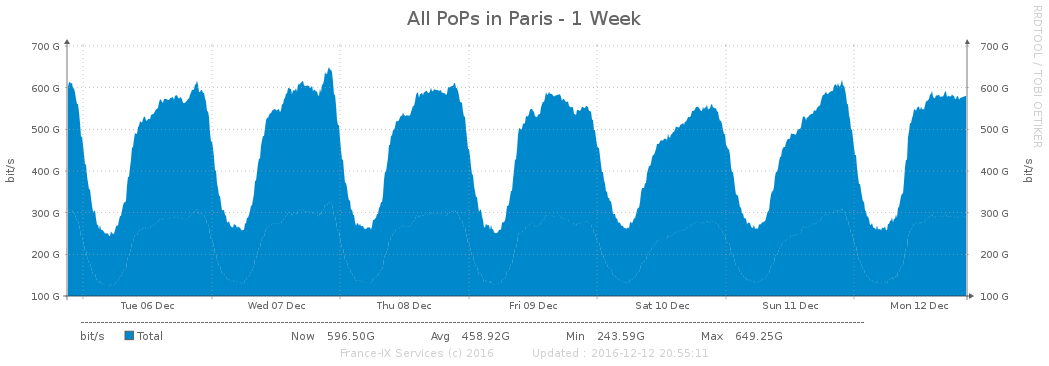 All PoPs in Paris - 1 Week
RRDTOOL / TOBI OETIKER
bit/s
700 G
600 G
500 G
400 G
300 G
200 G
100 G
700 G
600 G
500 G
400 G
300 G
200 G
100 G
bit/s
Tue 06 Dec Wed 07 Dec Thu 08 Dec Fri 09 Dec Sat 10 Dec Sun 11 Dec Mon 12 Dec
bit/s Total Now 596.50G Avg 458.92G Min 243.59G Max 649.25G
France-IX Services (c) 2016 Updated : 2016-12-12 20:55:11